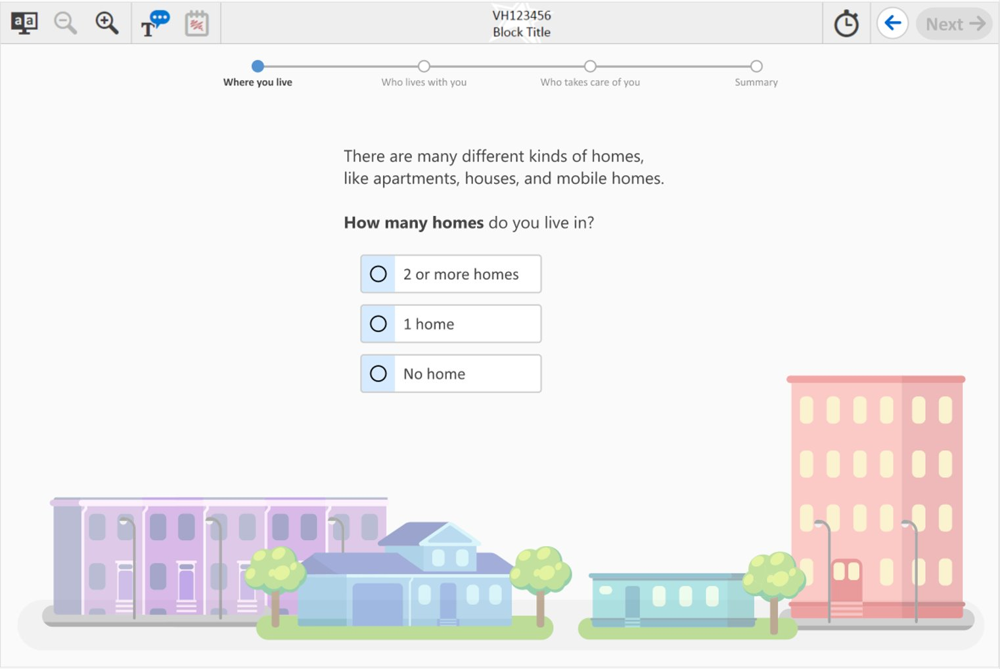 aa
T
VH123456
Block Title
Next
Where you live
Who lives with you
Who takes care of you
Summary
There are many different kinds of homes,
like apartments, houses, and mobile homes.
How many homes do you live in?
2 or more homes
1 home
No home